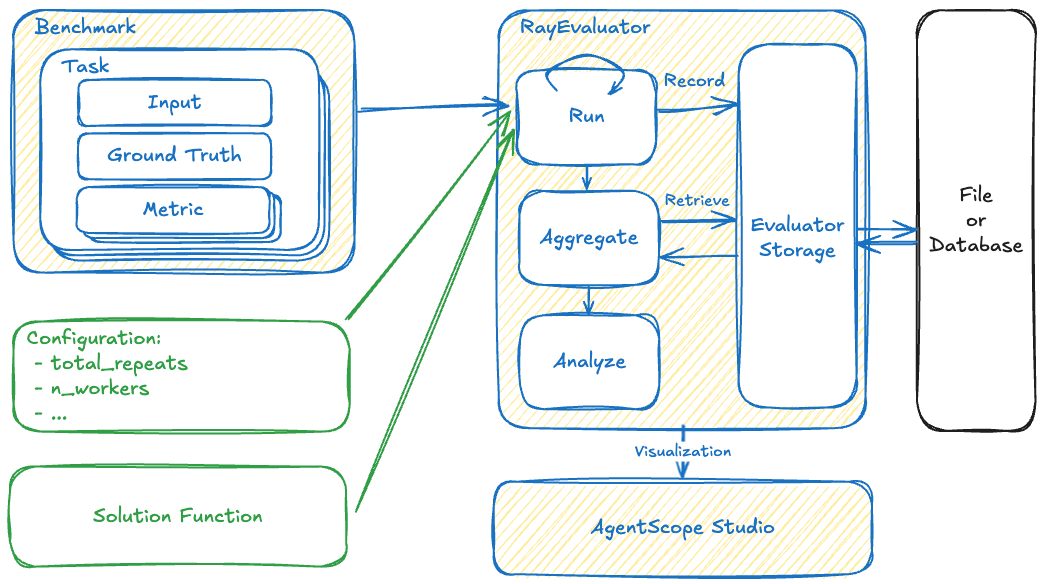 Benchmark
Task
Input
Ground Truth
Metric
Configuration:
- total_repeats
- n_workers
- ...
Solution Function
RayEvaluator
Run
Record
Aggregate
Retrieve
Analyze
Evaluator
Storage
File
or
Database
Visualization
AgentScope Studio